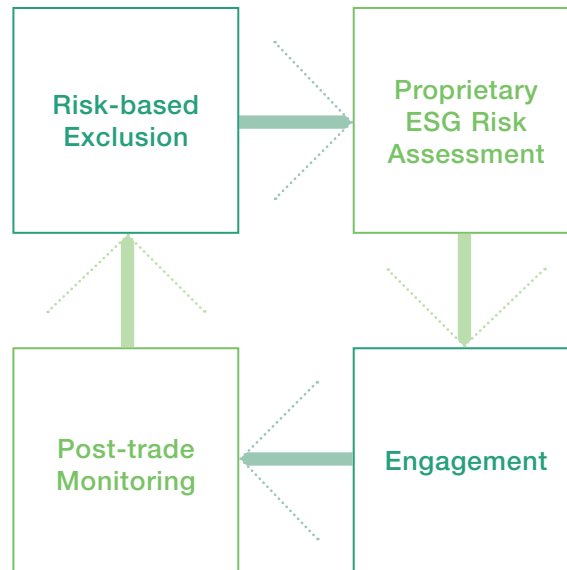 Risk-based
Exclusion
Proprietary
ESG Risk
Assessment
Post-trade
Monitoring
Engagement